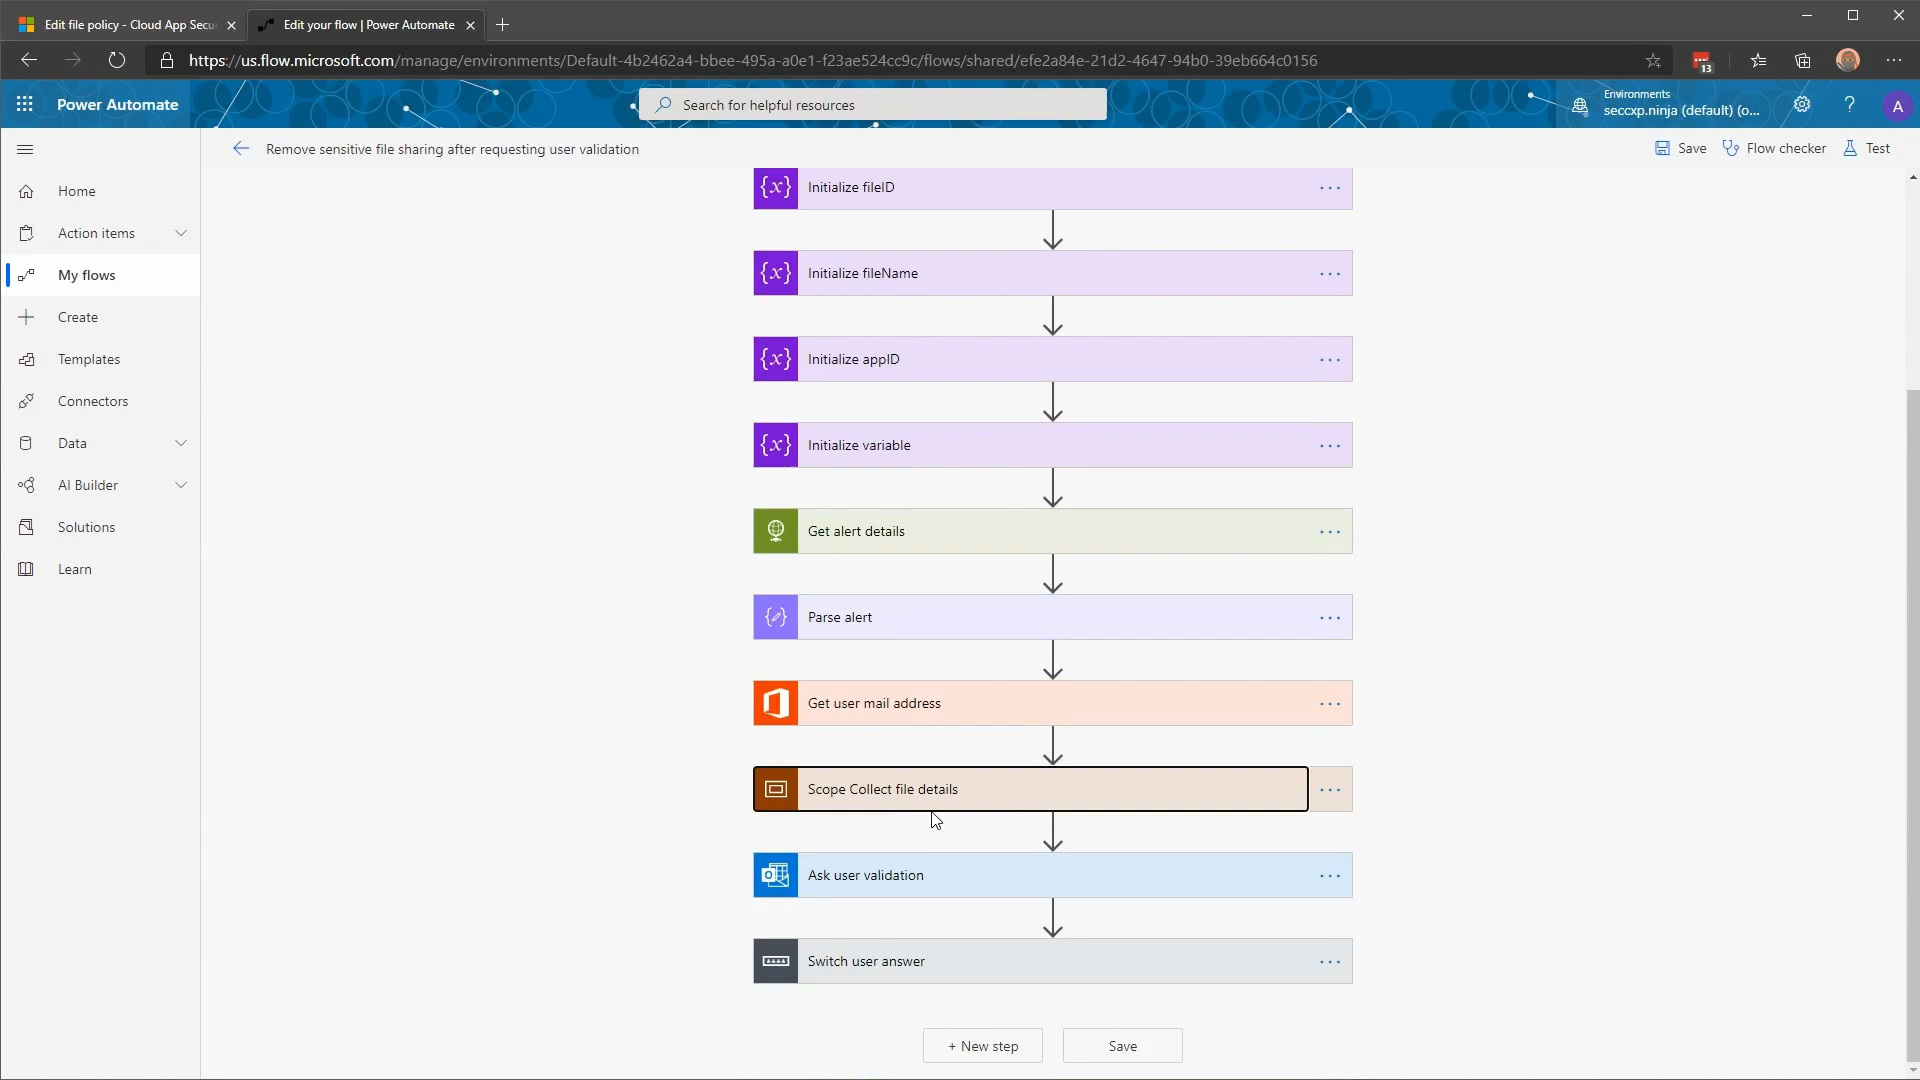 Edit file policy - Cloud App Secu
Edit your flow | Power Automate
https://us.flow.microsoft.com/manage/environments/Default-4b2462a4-bbee-495a-a0e1-f23ae524cc9c/flows/shared/efe2a84e-21d2-4647-94b0-39eb664c0156
13
Power Automate
Search for helpful resources
Environments
seccxp.ninja (default) (o...
?
A
Remove sensitive file sharing after requesting user validation
Save
Flow checker
Test
Home
Action items
My flows
Create
Templates
Connectors
Data
AI Builder
Solutions
Learn
{x} Initialize fileID
{x} Initialize fileName
{x} Initialize appID
{x} Initialize variable
Get alert details
Parse alert
Get user mail address
Scope Collect file details
Ask user validation
Switch user answer
+ New step
Save